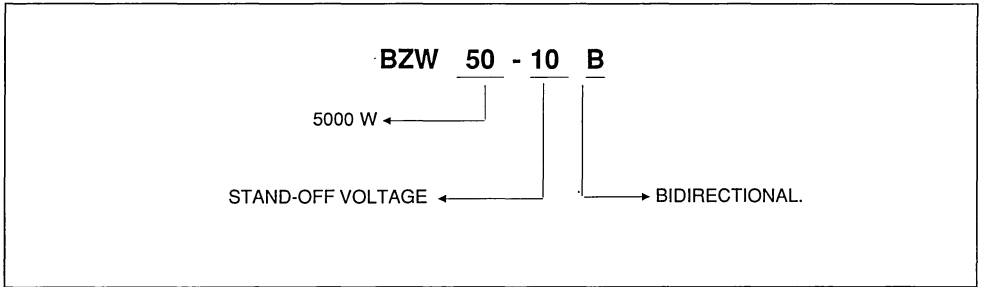 BZW 50 - 10 B
5000 W
STAND-OFF VOLTAGE
BIDIRECTIONAL.